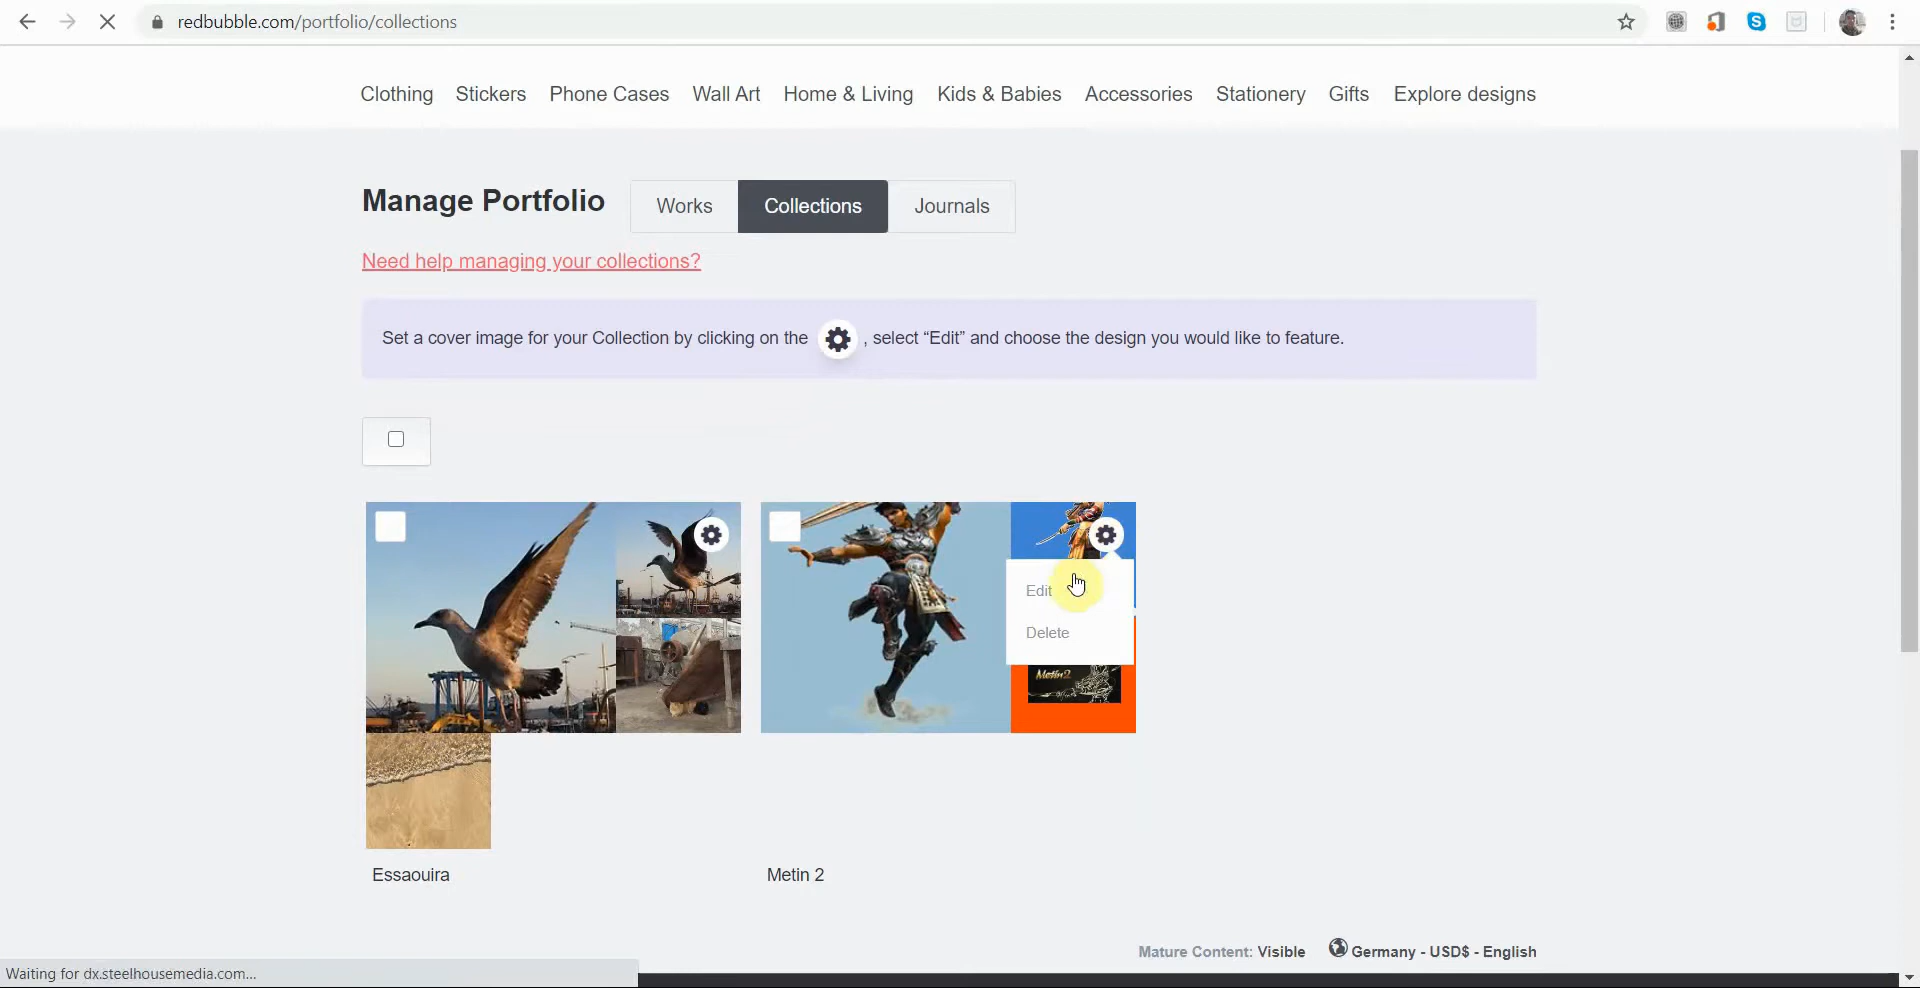 redbubble.com/portfolio/collections
Clothing Stickers Phone Cases Wall Art Home & Living Kids & Babies Accessories Stationery Gifts Explore designs
Manage Portfolio Works Collections Journals
Need help managing your collections?
Set a cover image for your Collection by clicking on the , select “Edit” and choose the design you would like to feature.
Edit
Delete
Metin2
Essaouira Metin 2
Mature Content: Visible Germany - USD$ - English
Waiting for dx.steelhousemedia.com...